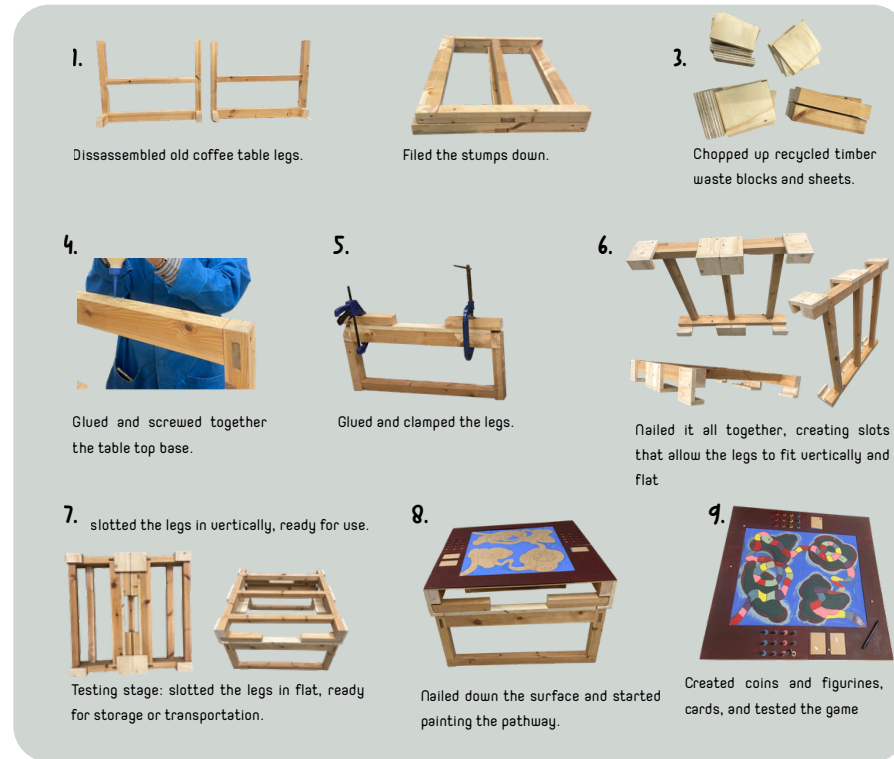 1.
Dissassembled old coffee table legs.
Filed the stumps down.
3.
Chopped up recycled timber
waste blocks and sheets.
4.
Glued and screwed together
the table top base.
5.
Glued and clamped the legs.
6.
Nailed it all together, creating slots
that allow the legs to fit vertically and
flat
7.
slotted the legs in vertically, ready for use.
Testing stage: slotted the legs in flat, ready
for storage or transportation.
8.
Nailed down the surface and started
painting the pathway.
9.
Created coins and figurines,
cards, and tested the game